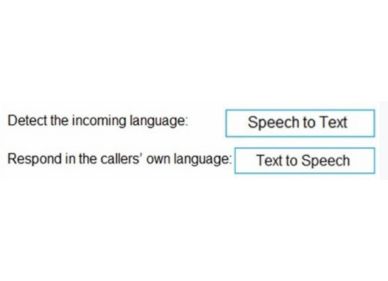 Detect the incoming language: Speech to Text
Respond in the callers' own language: Text to Speech